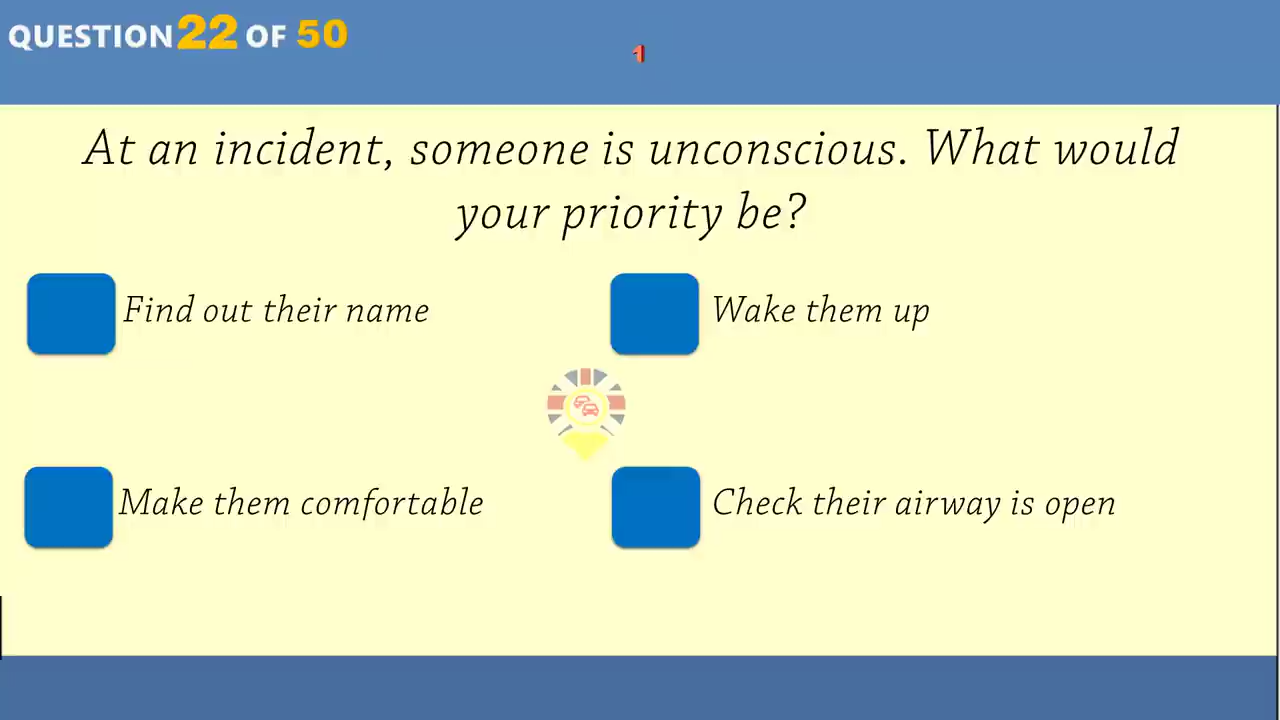 QUESTION 22 OF 50
1
At an incident, someone is unconscious. What would
your priority be?
Find out their name
Wake them up
Make them comfortable
Check their airway is open